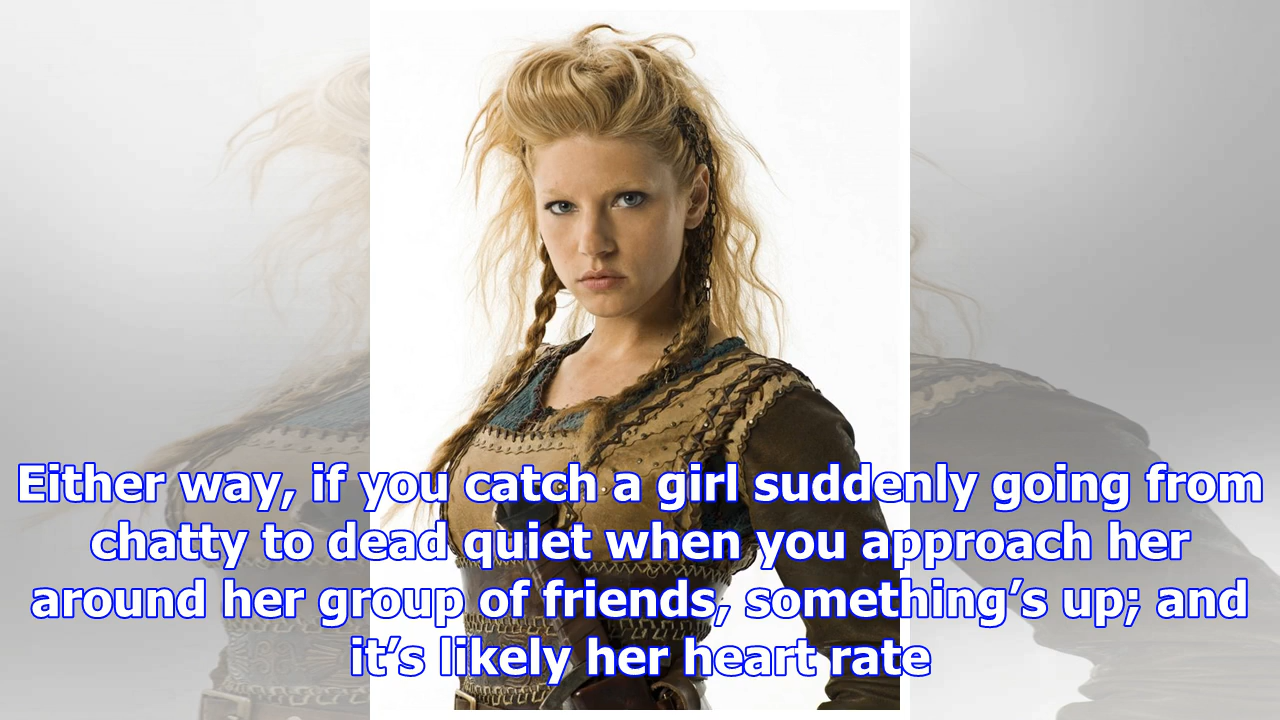 Either way, if you catch a girl suddenly going from
chatty to dead quiet when you approach her
around her group of friends, something’s up; and
it’s likely her heart rate